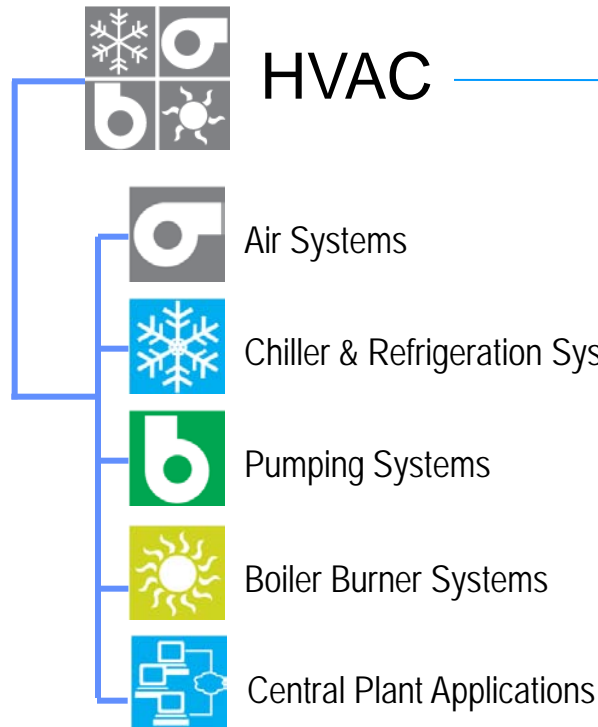 HVAC
Air Systems
Chiller & Refrigeration Sys
Pumping Systems
Boiler Burner Systems
Central Plant Applications